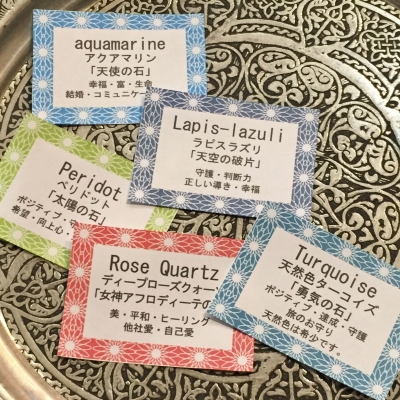 aquamarine
アクアマリン
「天使の石」
幸福・富・生命
結婚・コミュニケー
Lapis-lazuli
ラピスラズリ
「天空の破片」
守護・判断力
正しい導き・幸福
Peridot
ペリドット
「太陽の石」
ポジティブ・守
希望・向上心・
Rose Quartz
ディープローズクォー
「女神アフロディーテの
美・平和・ヒーリング
他社愛・自己愛
Turquoise
天然色ターコイズ
「勇気の石」
ポジティブ・達成・守護
旅のお守り
天然色は希少です。